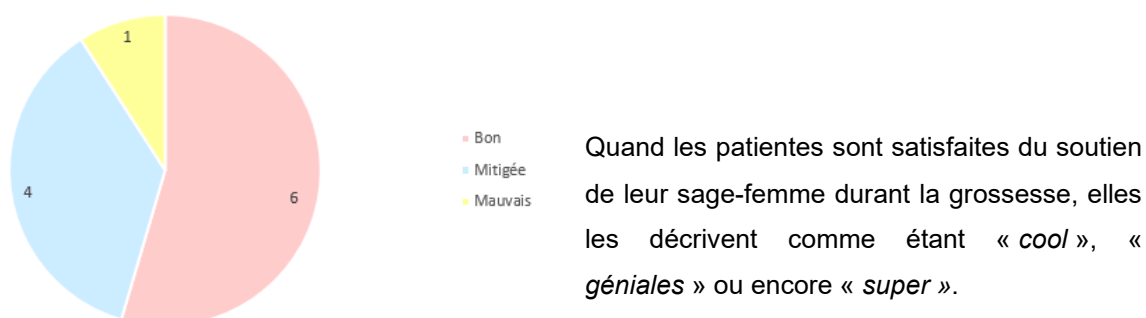 1
4
6
Bon
Mitigée
Mauvais
Quand les patientes sont satisfaites du soutien
de leur sage-femme durant la grossesse, elles
les décrivent comme étant « cool », «
géniales » ou encore « super ».